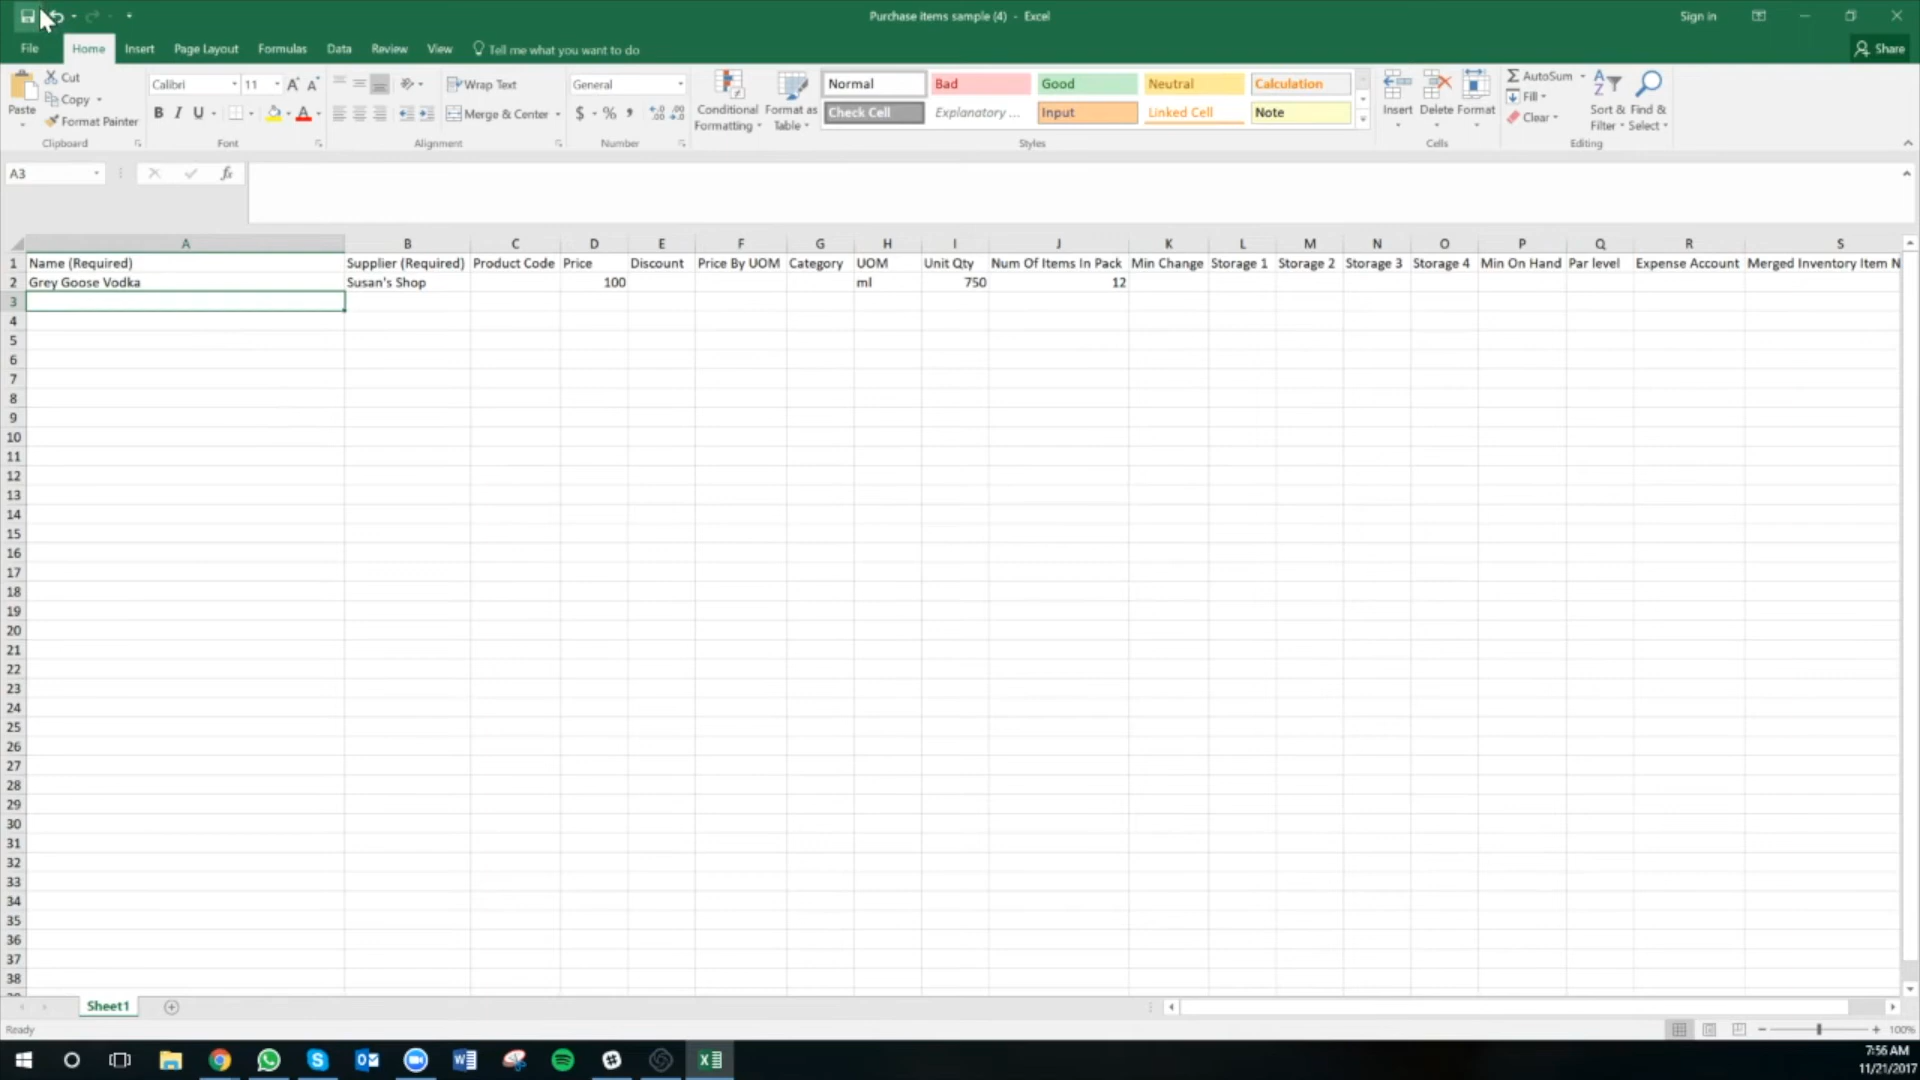 Purchase items sample (4) - Excel
Sign in
File Home Insert Page Layout Formulas Data Review View Tell me what you want to do
Share
Paste
Cut
Copy
Format Painter
Clipboard
Calibri 11
B I U
Font
Wrap Text
Merge & Center
Alignment
General
$ % ,
Number
Conditional Formatting
Format as Table
Normal Bad Good Neutral Calculation
Check Cell Explanatory ... Input Linked Cell Note
Styles
Insert Delete Format
Cells
AutoSum
Fill
Clear
Sort & Filter
Find & Select
Editing
A3
fx
A B C D E F G H I J K L M N O P Q R S
1 Name (Required) Supplier (Required) Product Code Price Discount Price By UOM Category UOM Unit Qty Num Of Items In Pack Min Change Storage 1 Storage 2 Storage 3 Storage 4 Min On Hand Par level Expense Account Merged Inventory Item N
2 Grey Goose Vodka Susan's Shop 100 ml 750 12
3
4
5
6
7
8
9
10
11
12
13
14
15
16
17
18
19
20
21
22
23
24
25
26
27
28
29
30
31
32
33
34
35
36
37
38
Sheet1
Ready
100%
7:56 AM
11/21/2017